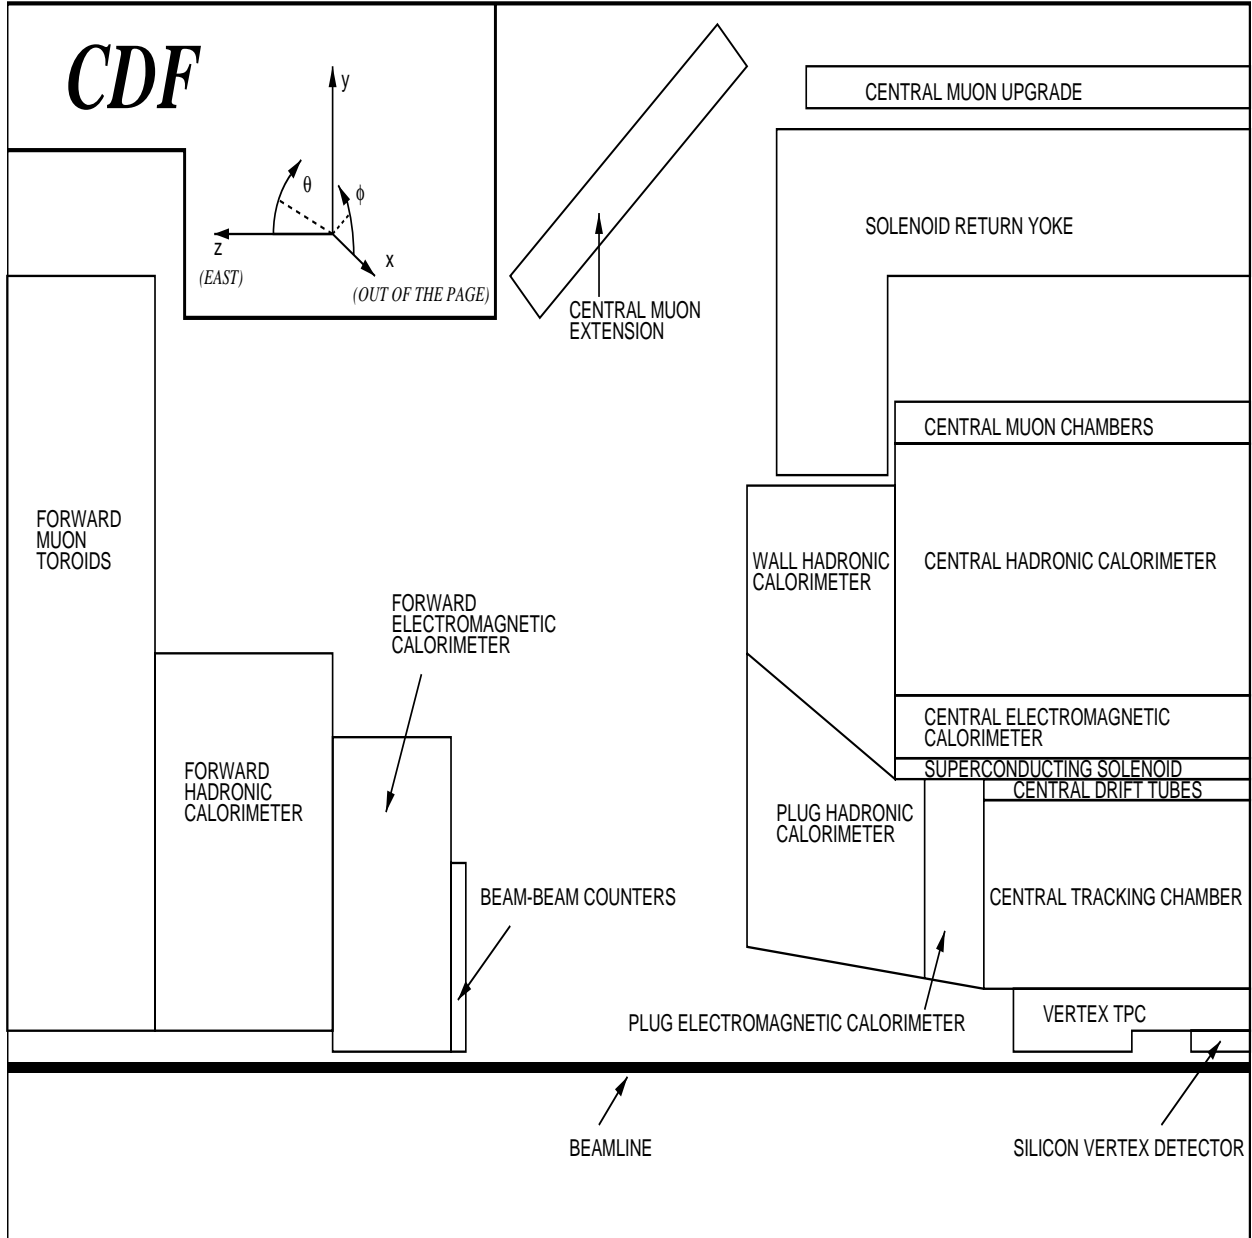 CDF
y
θ
φ
z
x
(EAST)
(OUT OF THE PAGE)
CENTRAL MUON UPGRADE
SOLENOID RETURN YOKE
CENTRAL MUON
EXTENSION
CENTRAL MUON CHAMBERS
FORWARD
MUON
TOROIDS
WALL HADRONIC
CALORIMETER
CENTRAL HADRONIC CALORIMETER
FORWARD
ELECTROMAGNETIC
CALORIMETER
CENTRAL ELECTROMAGNETIC
CALORIMETER
FORWARD
HADRONIC
CALORIMETER
SUPERCONDUCTING SOLENOID
CENTRAL DRIFT TUBES
PLUG HADRONIC
CALORIMETER
BEAM-BEAM COUNTERS
CENTRAL TRACKING CHAMBER
PLUG ELECTROMAGNETIC CALORIMETER
VERTEX TPC
BEAMLINE
SILICON VERTEX DETECTOR